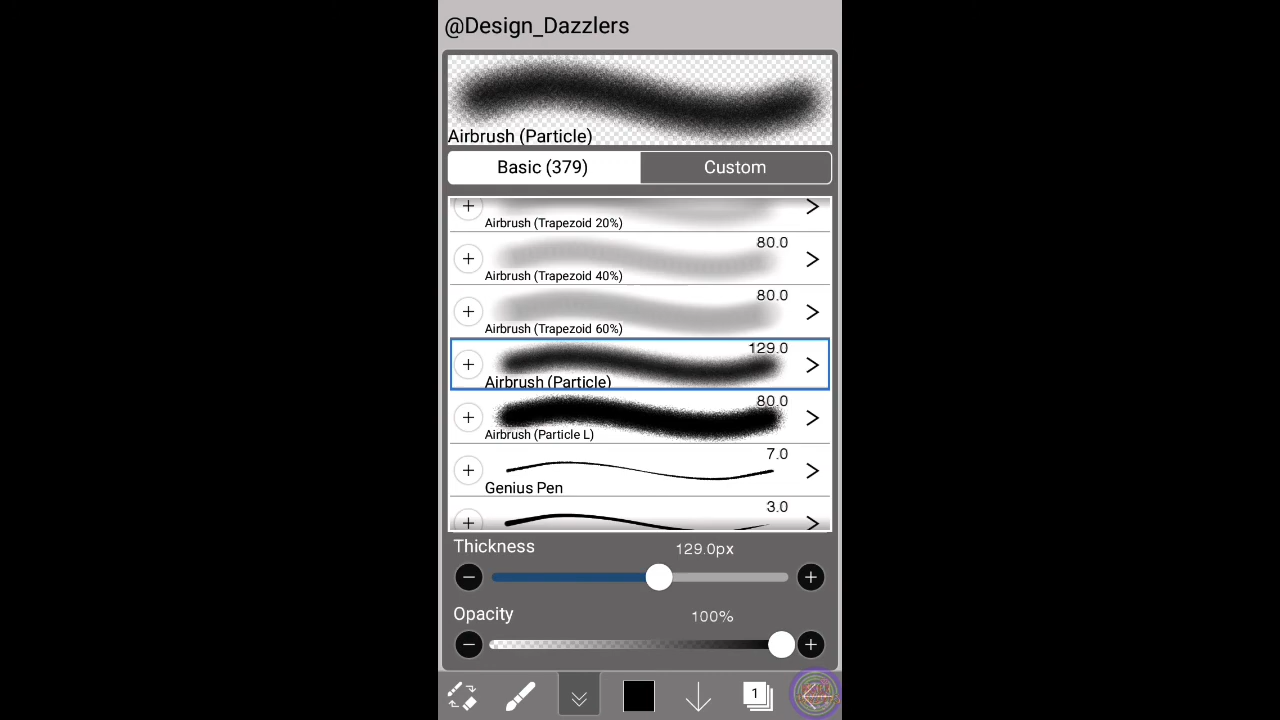 @Design_Dazzlers
Airbrush (Particle)
Basic (379)
Custom
Airbrush (Trapezoid 20%)
80.0
Airbrush (Trapezoid 40%)
80.0
Airbrush (Trapezoid 60%)
129.0
Airbrush (Particle)
80.0
Airbrush (Particle L)
7.0
Genius Pen
3.0
Thickness
129.0px
Opacity
100%
1